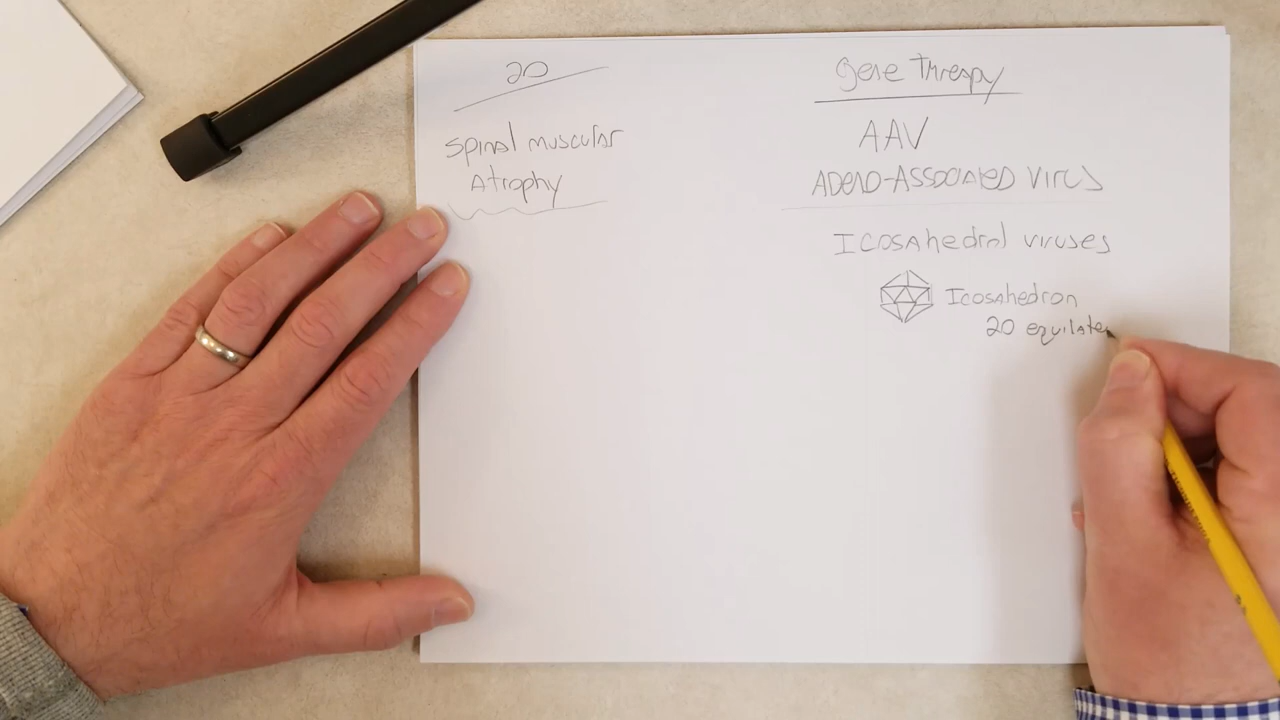 20
Spinal muscular
Atrophy
Gene Therapy
AAV
ADENO-ASSOCIATED VIRUS
Icosahedral viruses
Icosahedron
20 equilate